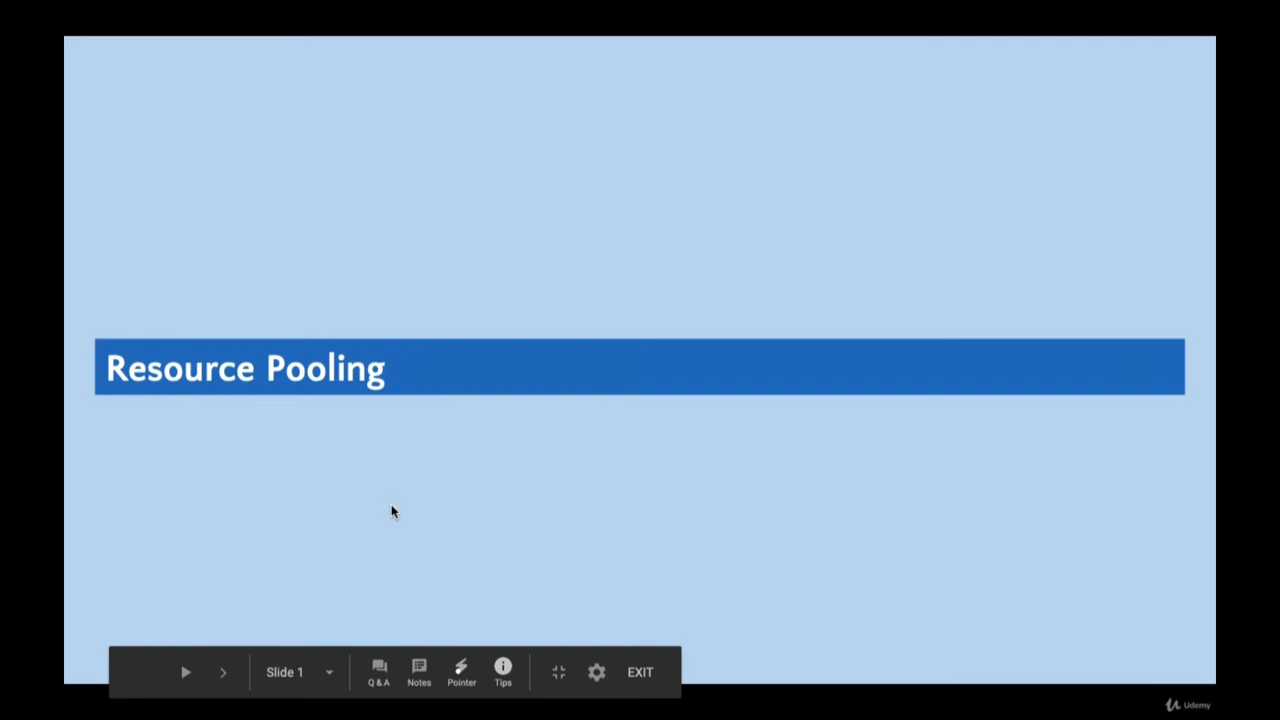 Resource Pooling
Slide 1
Q & A
Notes
Pointer
Tips
EXIT
Udemy